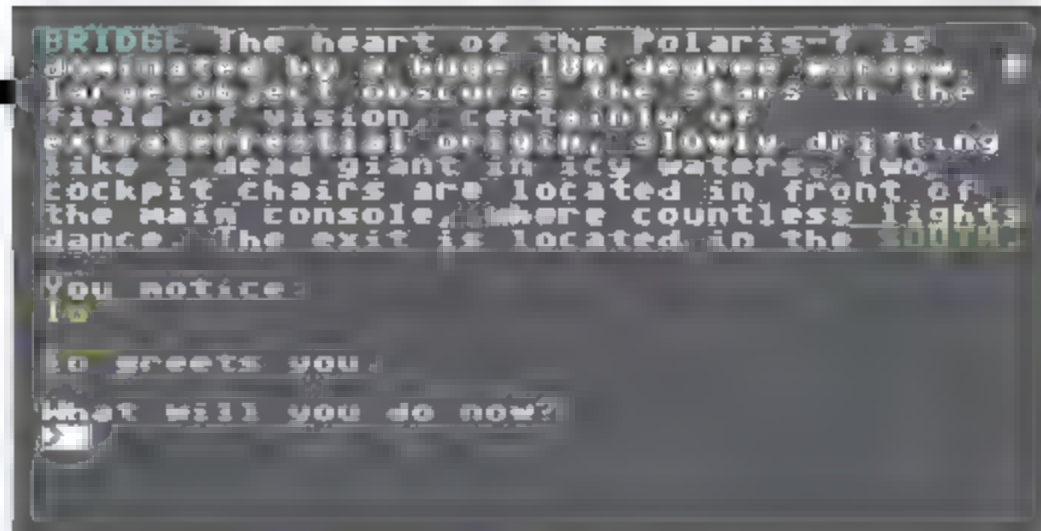 BRIDGE The heart of the Polaris-7 is
dominated by a huge 180 degree window.
large object obscures the stars in the
field of vision, certainly of
extraterrestrial origin, slowly drifting
like a dead giant in icy waters. Two
cockpit chairs are located in front of
the main console, where countless lights
dance. The exit is located in the SOUTH.
You notice:
Io
Io greets you.
What will you do now?
>